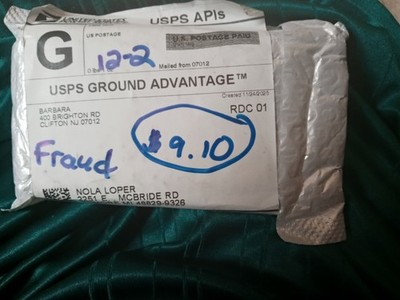 USPS APIs
G
US POSTAGE
U.S. POSTAGE PAID
12-2
Mailed from 07012
USPS GROUND ADVANTAGE™
BARBARA
400 BRIGHTON RD
CLIFTON NJ 07012
RDC 01
Fraud
$9.10
NOLA LOPER
2251 E MCBRIDE RD